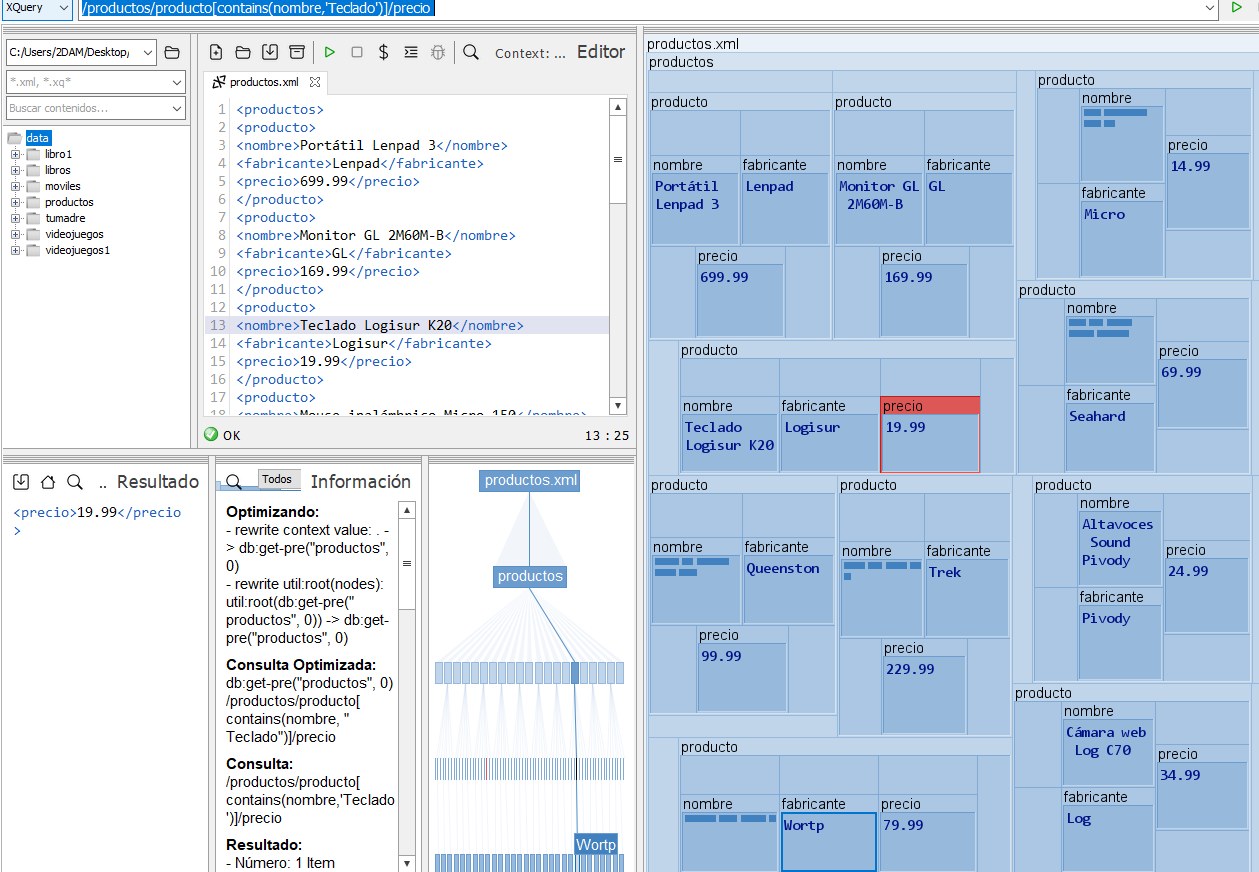 XQuery
/productos/producto[contains(nombre,'Teclado')]/precio
C:/Users/2DAM/Desktop/
*.xml, *.xq*
Buscar contenidos...
data
libro1
libros
moviles
productos
tumadre
videojuegos
videojuegos1
$
Context: ...
Editor
productos.xml
1 <productos>
2 <producto>
3 <nombre>Portátil Lenpad 3</nombre>
4 <fabricante>Lenpad</fabricante>
5 <precio>699.99</precio>
6 </producto>
7 <producto>
8 <nombre>Monitor GL 2M60M-B</nombre>
9 <fabricante>GL</fabricante>
10 <precio>169.99</precio>
11 </producto>
12 <producto>
13 <nombre>Teclado Logisur K20</nombre>
14 <fabricante>Logisur</fabricante>
15 <precio>19.99</precio>
16 </producto>
17 <producto>
18 <nombre>Mouse inalámbrico Micro 150</nombre>
OK
13 : 25
.. Resultado
<precio>19.99</precio
>
Todos
Información
Optimizando:
- rewrite context value: . -
> db:get-pre("productos",
0)
- rewrite util:root(nodes):
util:root(db:get-pre("
productos", 0)) -> db:get-
pre("productos", 0)
Consulta Optimizada:
db:get-pre("productos", 0)
/productos/producto[
contains(nombre, "
Teclado")]/precio
Consulta:
/productos/producto[
contains(nombre,'Teclado
')]/precio
Resultado:
- Número: 1 Item
productos.xml
productos
Wortp
productos.xml
productos
producto
nombre
Portátil
Lenpad 3
fabricante
Lenpad
precio
699.99
producto
nombre
Monitor GL
2M60M-B
fabricante
GL
precio
169.99
producto
nombre
precio
14.99
fabricante
Micro
producto
nombre
precio
69.99
fabricante
Seahard
producto
nombre
Teclado
Logisur K20
fabricante
Logisur
precio
19.99
producto
nombre
fabricante
Queenston
precio
99.99
producto
nombre
fabricante
Trek
precio
229.99
producto
nombre
Altavoces
Sound
Pivody
precio
24.99
fabricante
Pivody
producto
nombre
Cámara web
Log C70
precio
34.99
fabricante
Log
producto
nombre
fabricante
Wortp
precio
79.99